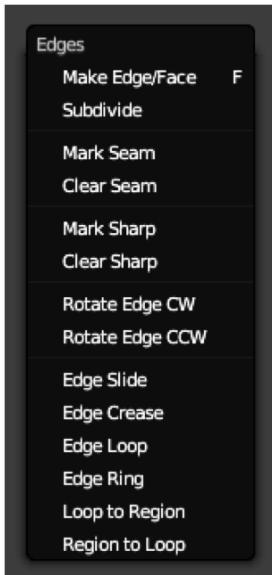 Edges
Make Edge/Face F
Subdivide
Mark Seam
Clear Seam
Mark Sharp
Clear Sharp
Rotate Edge CW
Rotate Edge CCW
Edge Slide
Edge Crease
Edge Loop
Edge Ring
Loop to Region
Region to Loop